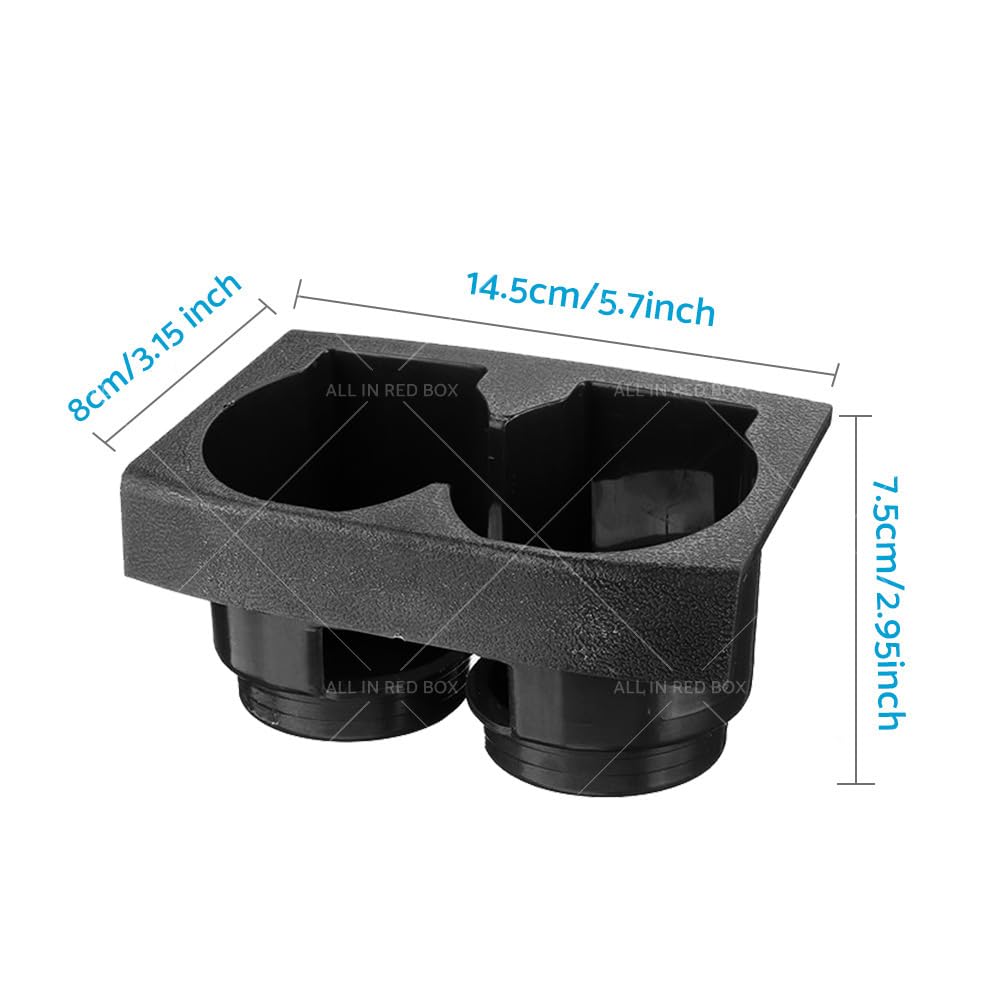 14.5cm/5.7inch
8cm/3.15 inch
ALL IN RED BOX
ALL IN RED BOX
7.5cm/2.95inch
ALL IN RED BOX
ALL IN RED BOX